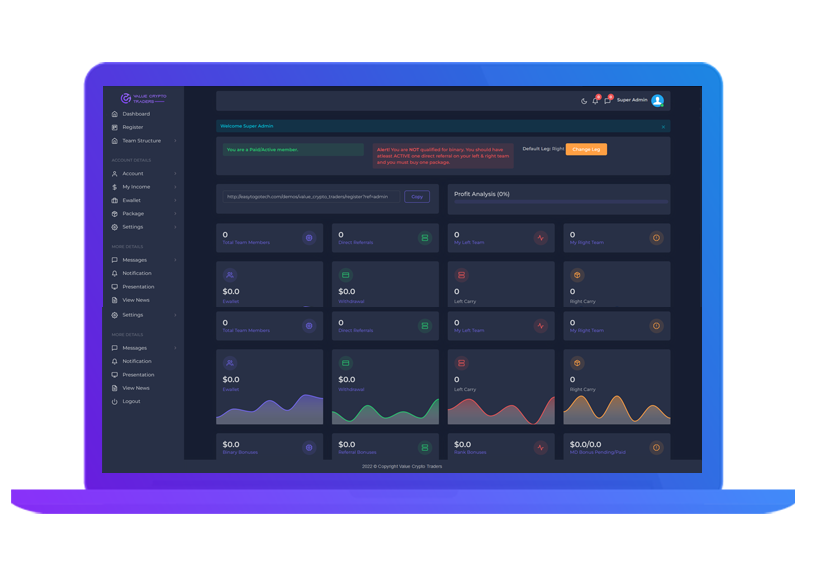 VALUE CRYPTO
TRADERS
Super Admin
Dashboard
Register
Team Structure
ACCOUNT DETAILS
Account
My Income
Ewallet
Package
Settings
MORE DETAILS
Messages
Notification
Presentation
View News
Settings
MORE DETAILS
Messages
Notification
Presentation
View News
Logout
Welcome Super Admin
×
You are a Paid/Active member.
Alert! You are NOT qualified for binary. You should have
atleast ACTIVE one direct referral on your left & right team
and you must buy one package.
Default Leg: Right
Change Leg
http://easytogotech.com/demos/value_crypto_traders/register?ref=admin
Copy
Profit Analysis (0%)
0
Total Team Members
0
Direct Referrals
0
My Left Team
0
My Right Team
$0.0
Ewallet
$0.0
Withdrawal
0
Left Carry
0
Right Carry
0
Total Team Members
0
Direct Referrals
0
My Left Team
0
My Right Team
$0.0
Ewallet
$0.0
Withdrawal
0
Left Carry
0
Right Carry
$0.0
Binary Bonuses
$0.0
Referral Bonuses
$0.0
Rank Bonuses
$0.0/0.0
Bonus Pending/Paid
2022 © Copyright Value Crypto Traders